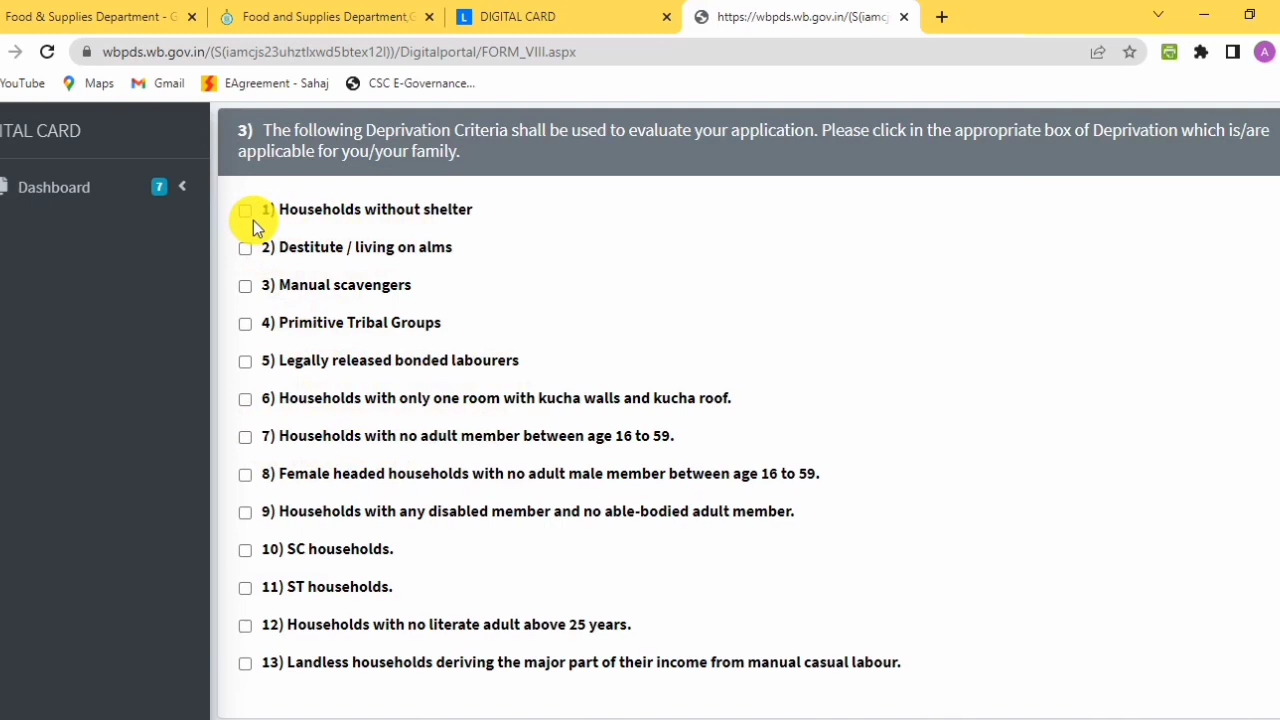 Food & Supplies Department - G
Food and Supplies Department,G
DIGITAL CARD
https://wbpds.wb.gov.in/(S(iamcj
wbpds.wb.gov.in/(S(iamcjs23uhztlxwd5btex12l))/Digitalportal/FORM_VIII.aspx
A
YouTube
Maps
Gmail
EAgreement - Sahaj
CSC E-Governance...
ITAL CARD
Dashboard
7
3) The following Deprivation Criteria shall be used to evaluate your application. Please click in the appropriate box of Deprivation which is/are
applicable for you/your family.
1) Households without shelter
2) Destitute / living on alms
3) Manual scavengers
4) Primitive Tribal Groups
5) Legally released bonded labourers
6) Households with only one room with kucha walls and kucha roof.
7) Households with no adult member between age 16 to 59.
8) Female headed households with no adult male member between age 16 to 59.
9) Households with any disabled member and no able-bodied adult member.
10) SC households.
11) ST households.
12) Households with no literate adult above 25 years.
13) Landless households deriving the major part of their income from manual casual labour.